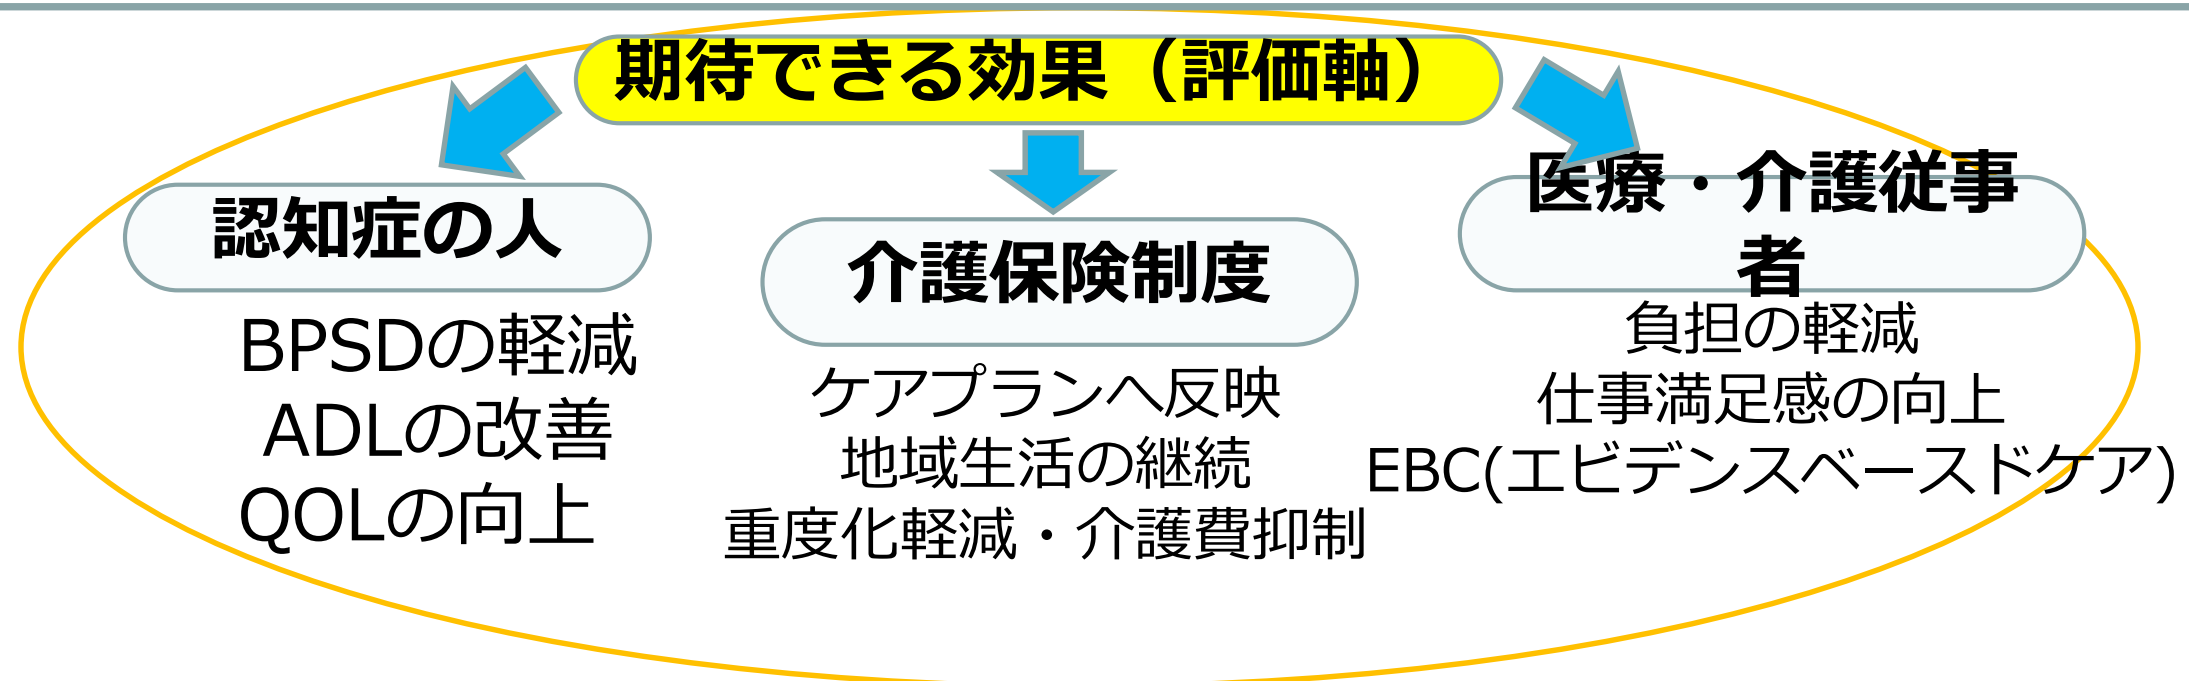 期待できる効果（評価軸）
認知症の人
BPSDの軽減
ADLの改善
QOLの向上
介護保険制度
ケアプランへ反映
地域生活の継続
重度化軽減・介護費抑制
医療・介護従事
者
負担の軽減
仕事満足感の向上
EBC(エビデンスベースドケア)